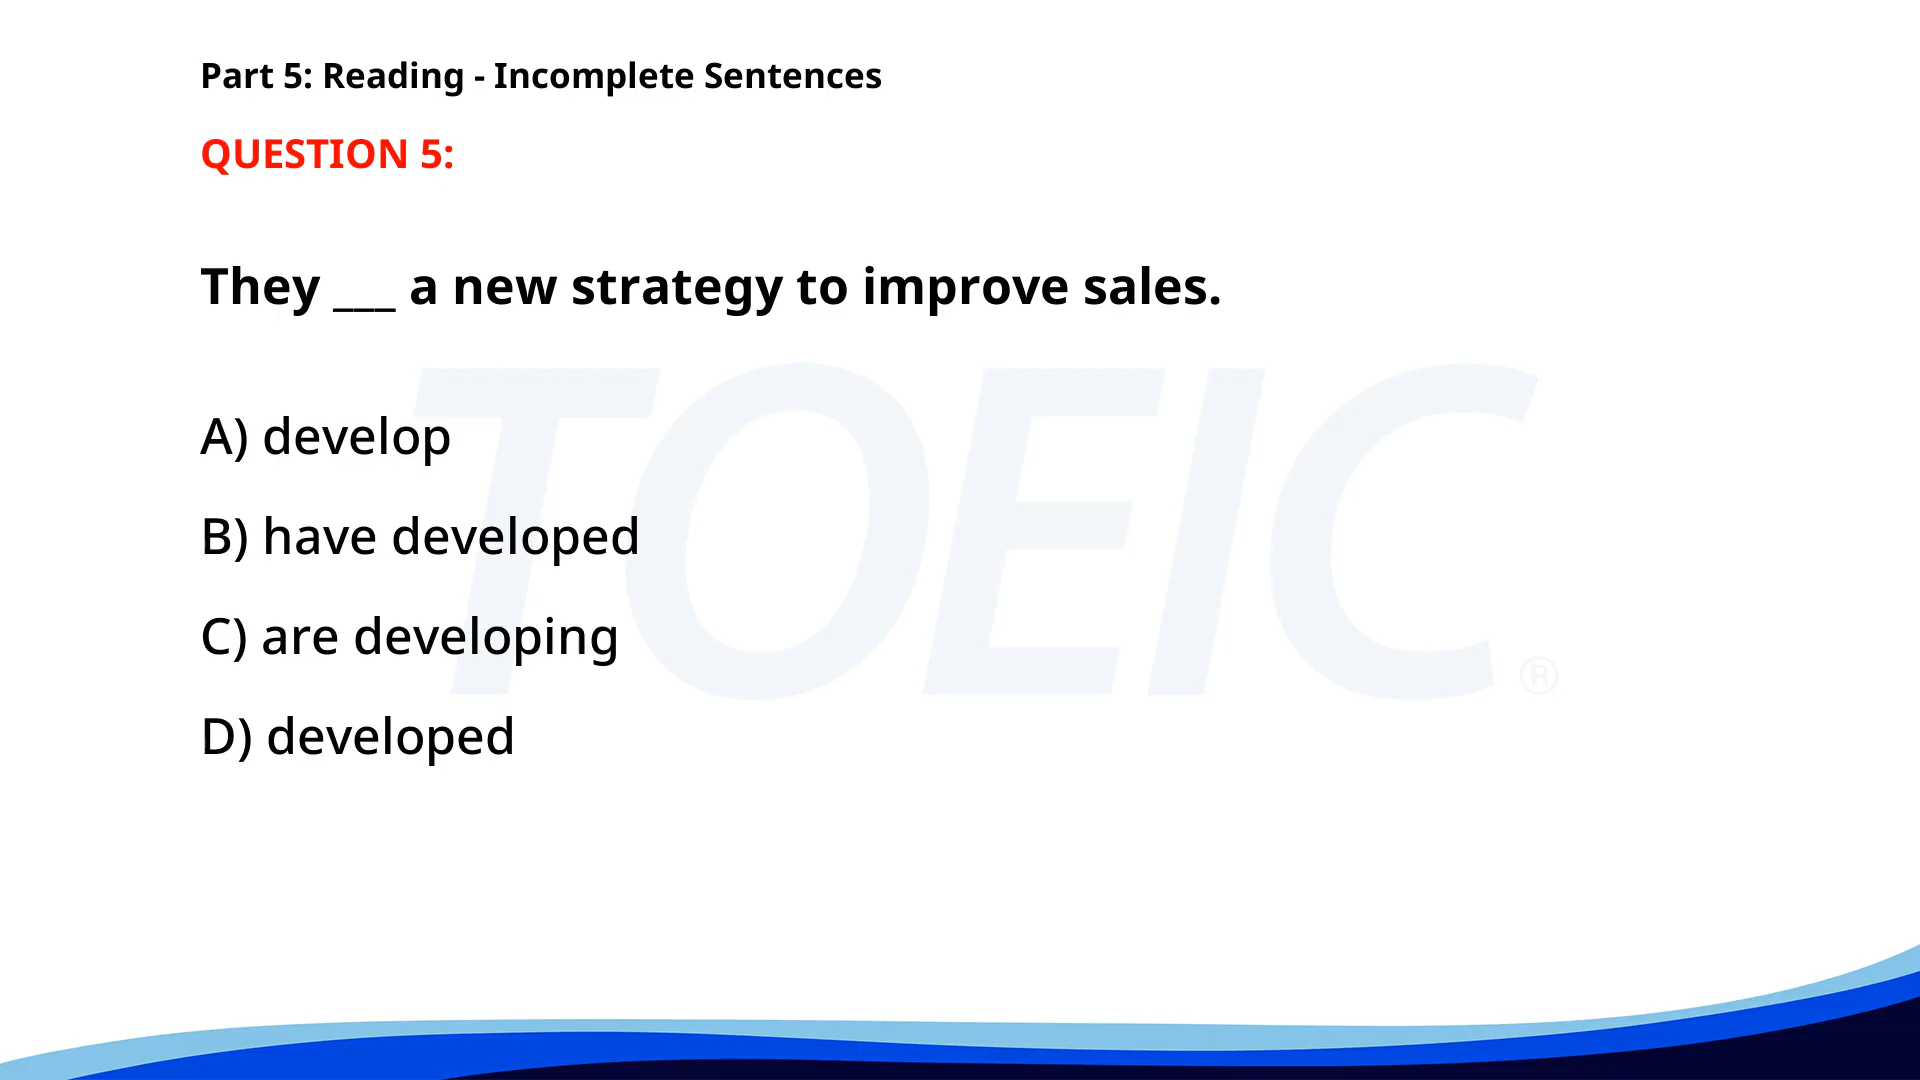 Part 5: Reading - Incomplete Sentences
QUESTION 5:
They ___ a new strategy to improve sales.
TOEIC®
A) develop
B) have developed
C) are developing
D) developed